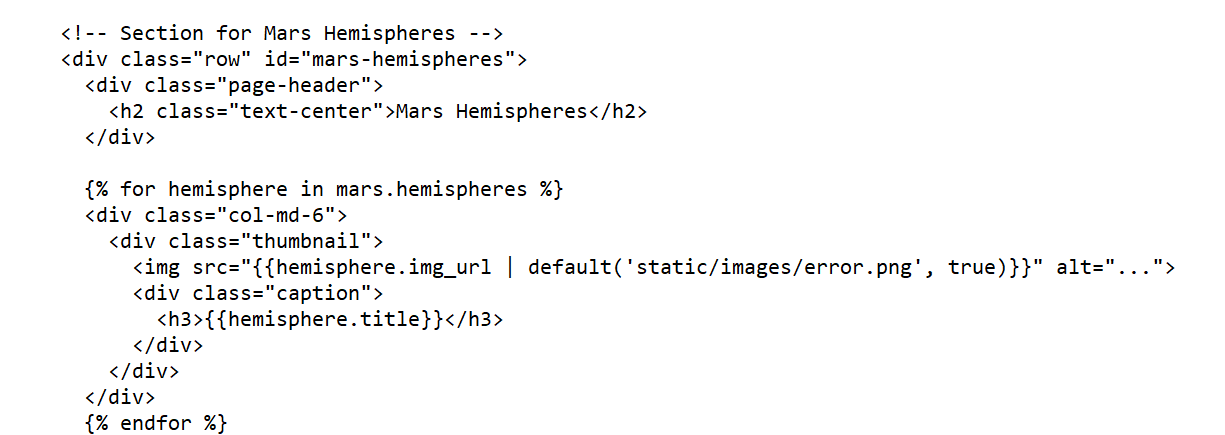 <!-- Section for Mars Hemispheres -->
<div class="row" id="mars-hemispheres">
  <div class="page-header">
    <h2 class="text-center">Mars Hemispheres</h2>
  </div>

  {% for hemisphere in mars.hemispheres %}
  <div class="col-md-6">
    <div class="thumbnail">
      <img src="{{hemisphere.img_url | default('static/images/error.png', true)}}" alt="...">
      <div class="caption">
        <h3>{{hemisphere.title}}</h3>
      </div>
    </div>
  </div>
  {% endfor %}